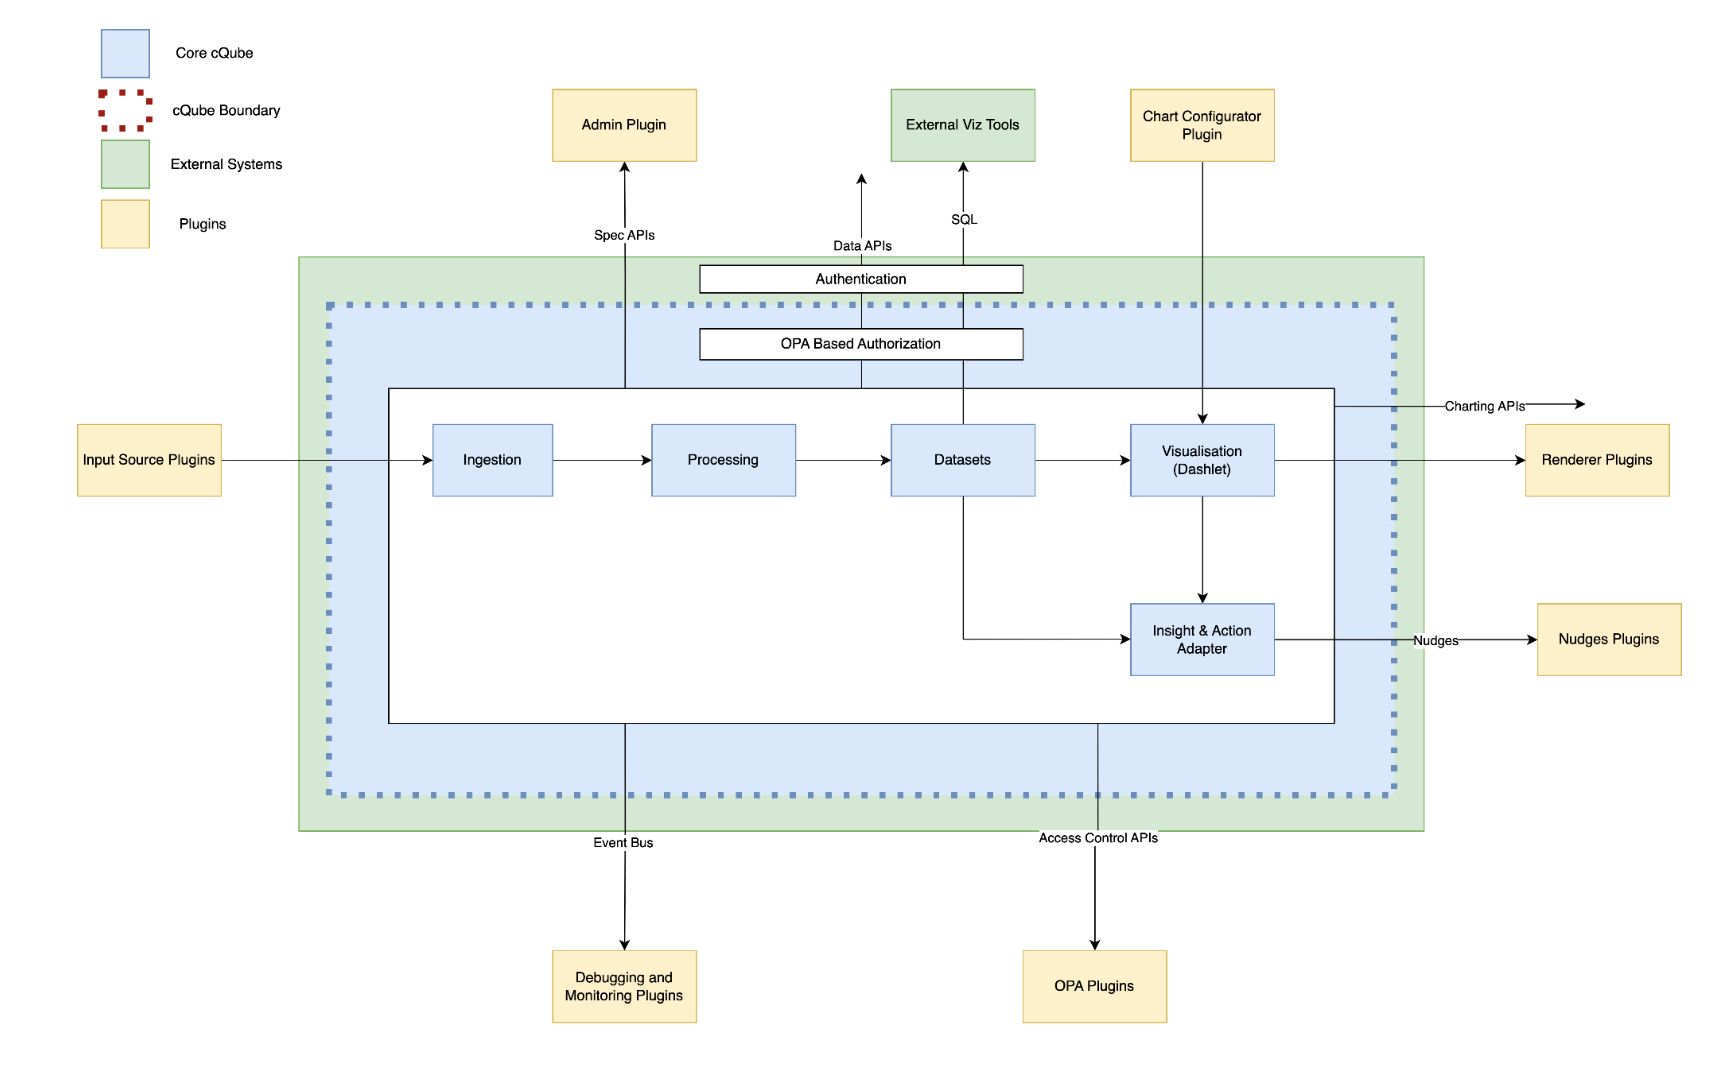 Core cQube
cQube Boundary
External Systems
Plugins
Admin Plugin
External Viz Tools
Chart Configurator
Plugin
Spec APIs
SQL
Data APIs
Authentication
OPA Based Authorization
Charting APIs
Input Source Plugins
Ingestion
Processing
Datasets
Visualisation
(Dashlet)
Renderer Plugins
Insight & Action
Adapter
Nudges
Nudges Plugins
Event Bus
Access Control APIs
Debugging and
Monitoring Plugins
OPA Plugins